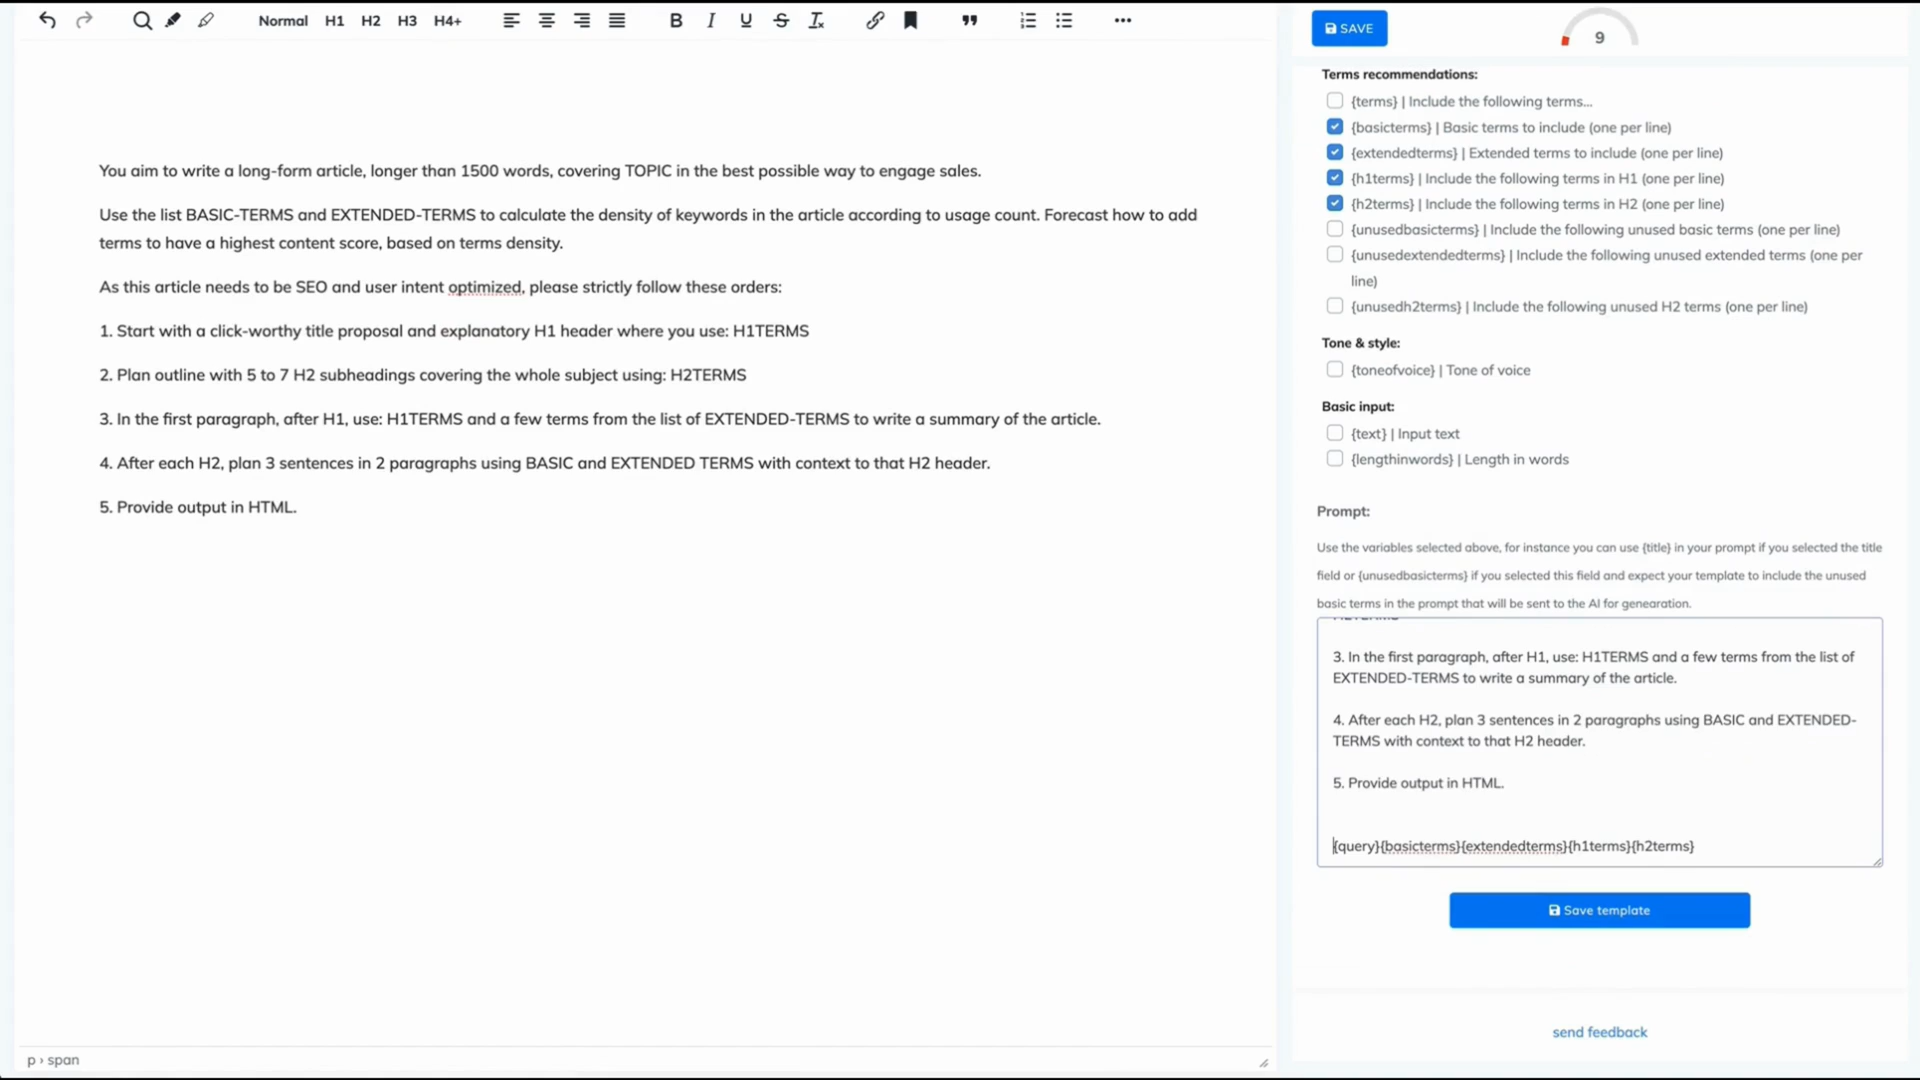 Normal H1 H2 H3 H4+ B I U S
You aim to write a long-form article, longer than 1500 words, covering TOPIC in the best possible way to engage sales.
Use the list BASIC-TERMS and EXTENDED-TERMS to calculate the density of keywords in the article according to usage count. Forecast how to add
terms to have a highest content score, based on terms density.
As this article needs to be SEO and user intent optimized, please strictly follow these orders:
1. Start with a click-worthy title proposal and explanatory H1 header where you use: H1TERMS
2. Plan outline with 5 to 7 H2 subheadings covering the whole subject using: H2TERMS
3. In the first paragraph, after H1, use: H1TERMS and a few terms from the list of EXTENDED-TERMS to write a summary of the article.
4. After each H2, plan 3 sentences in 2 paragraphs using BASIC and EXTENDED TERMS with context to that H2 header.
5. Provide output in HTML.
p › span
SAVE
9
Terms recommendations:
{terms} | Include the following terms...
{basicterms} | Basic terms to include (one per line)
{extendedterms} | Extended terms to include (one per line)
{h1terms} | Include the following terms in H1 (one per line)
{h2terms} | Include the following terms in H2 (one per line)
{unusedbasicterms} | Include the following unused basic terms (one per line)
{unusedextendedterms} | Include the following unused extended terms (one per
line)
{unusedh2terms} | Include the following unused H2 terms (one per line)
Tone & style:
{toneofvoice} | Tone of voice
Basic input:
{text} | Input text
{lengthinwords} | Length in words
Prompt:
Use the variables selected above, for instance you can use {title} in your prompt if you selected the title
field or {unusedbasicterms} if you selected this field and expect your template to include the unused
basic terms in the prompt that will be sent to the AI for genearation.
3. In the first paragraph, after H1, use: H1TERMS and a few terms from the list of
EXTENDED-TERMS to write a summary of the article.
4. After each H2, plan 3 sentences in 2 paragraphs using BASIC and EXTENDED-
TERMS with context to that H2 header.
5. Provide output in HTML.
{query}{basicterms}{extendedterms}{h1terms}{h2terms}
Save template
send feedback